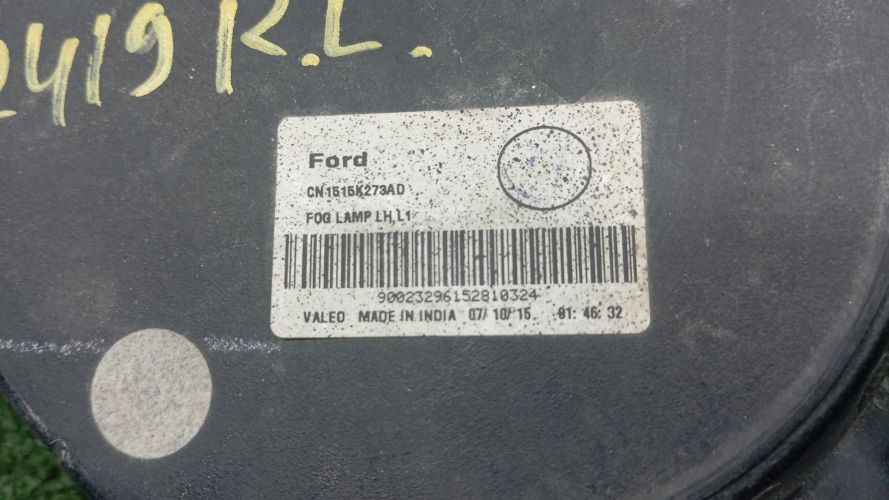 2419 R.L.
Ford
CN1515K273AD
FOG LAMP LH,L1
90023296152810324
VALEO MADE IN INDIA 07/10/15 01:46:32